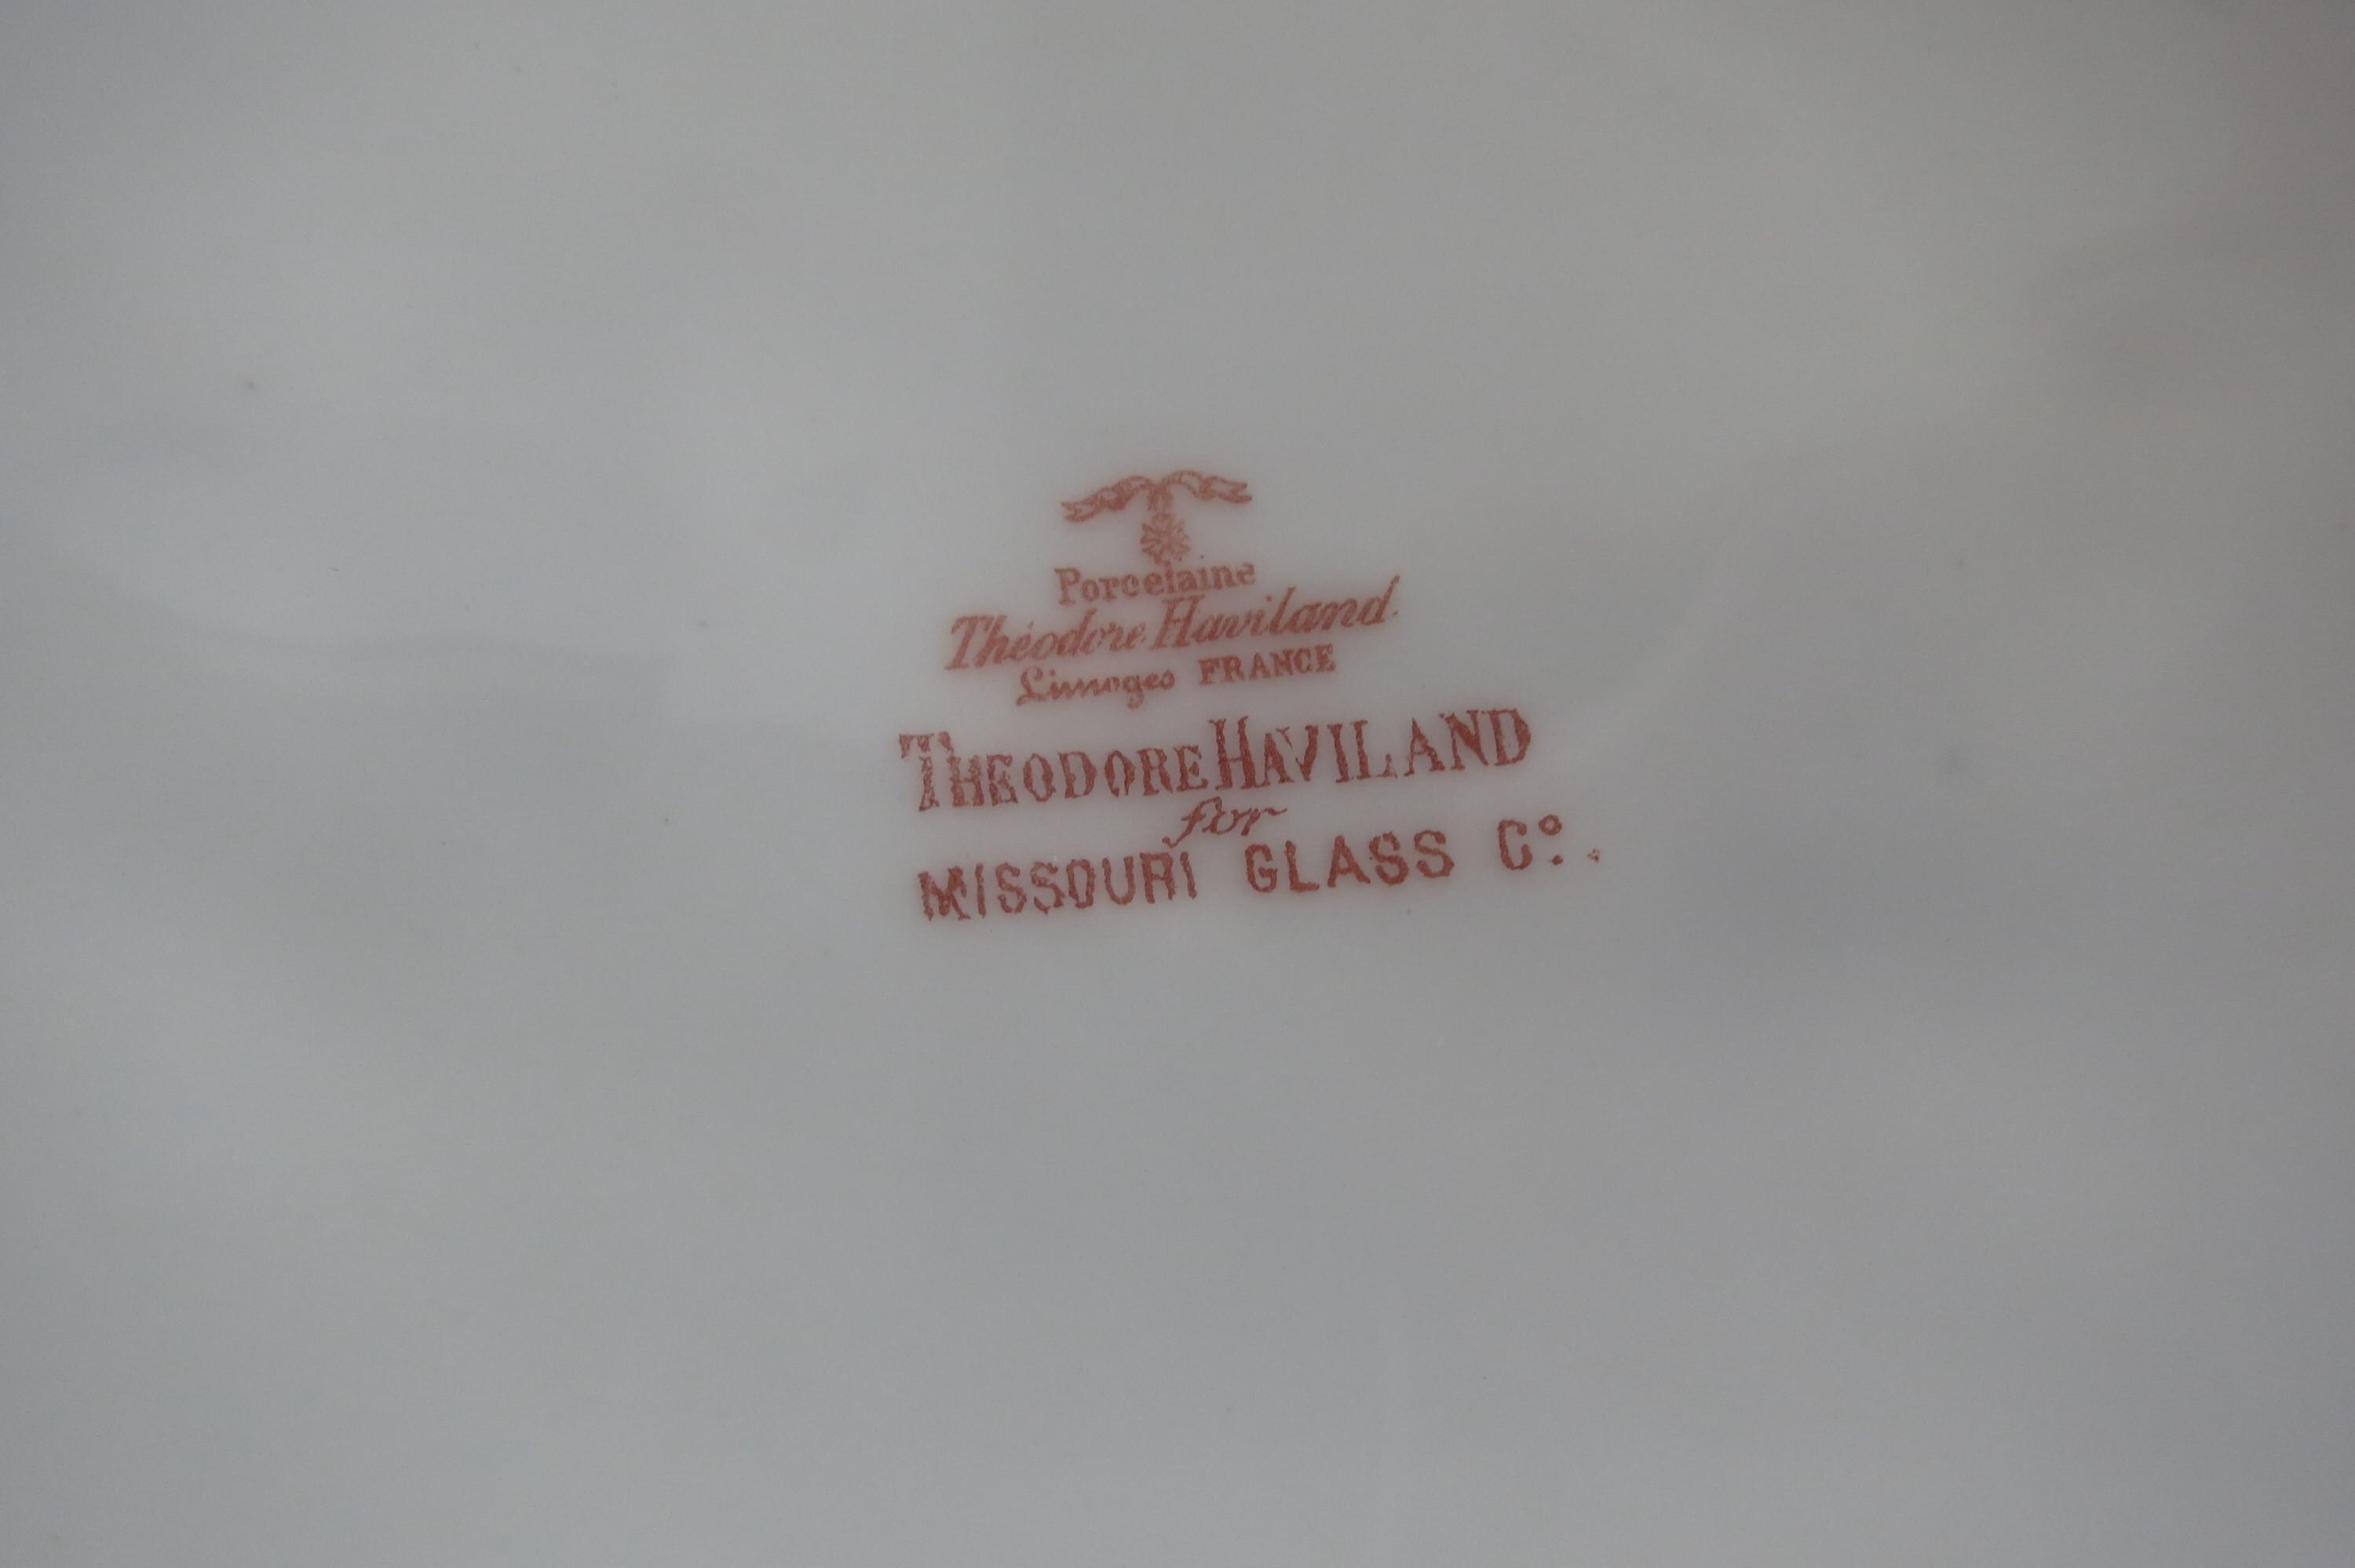 Porcelaine
Théodore Haviland
Limoges FRANCE
THEODORE HAVILAND
for
MISSOURI GLASS Cº.